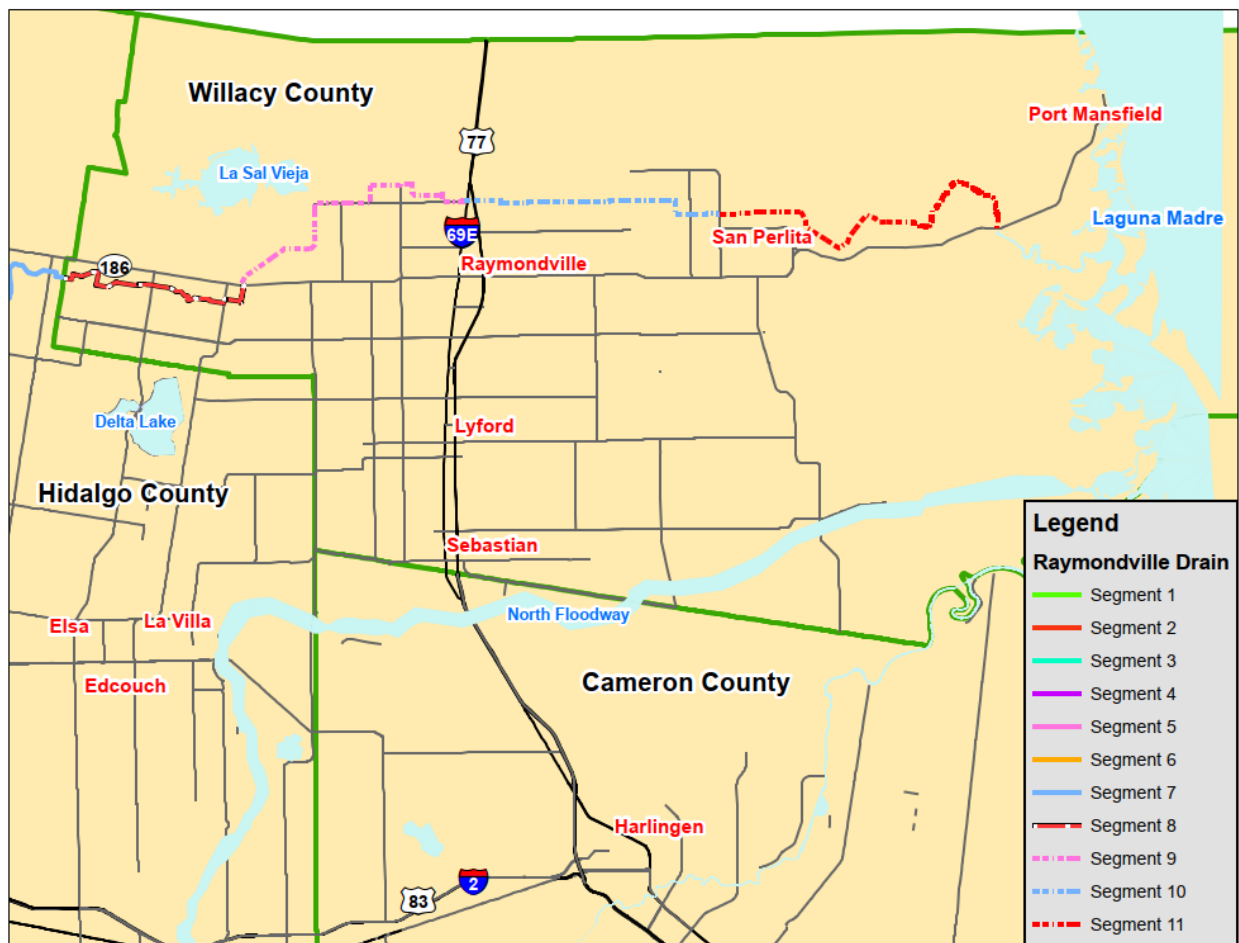 Willacy County
Port Mansfield
77
La Sal Vieja
Laguna Madre
69E
San Perlita
Raymondville
186
Delta Lake
Lyford
Hidalgo County
Sebastian
North Floodway
La Villa
Elsa
Edcouch
Cameron County
Harlingen
2
83
Legend
Raymondville Drain
Segment 1
Segment 2
Segment 3
Segment 4
Segment 5
Segment 6
Segment 7
Segment 8
Segment 9
Segment 10
Segment 11